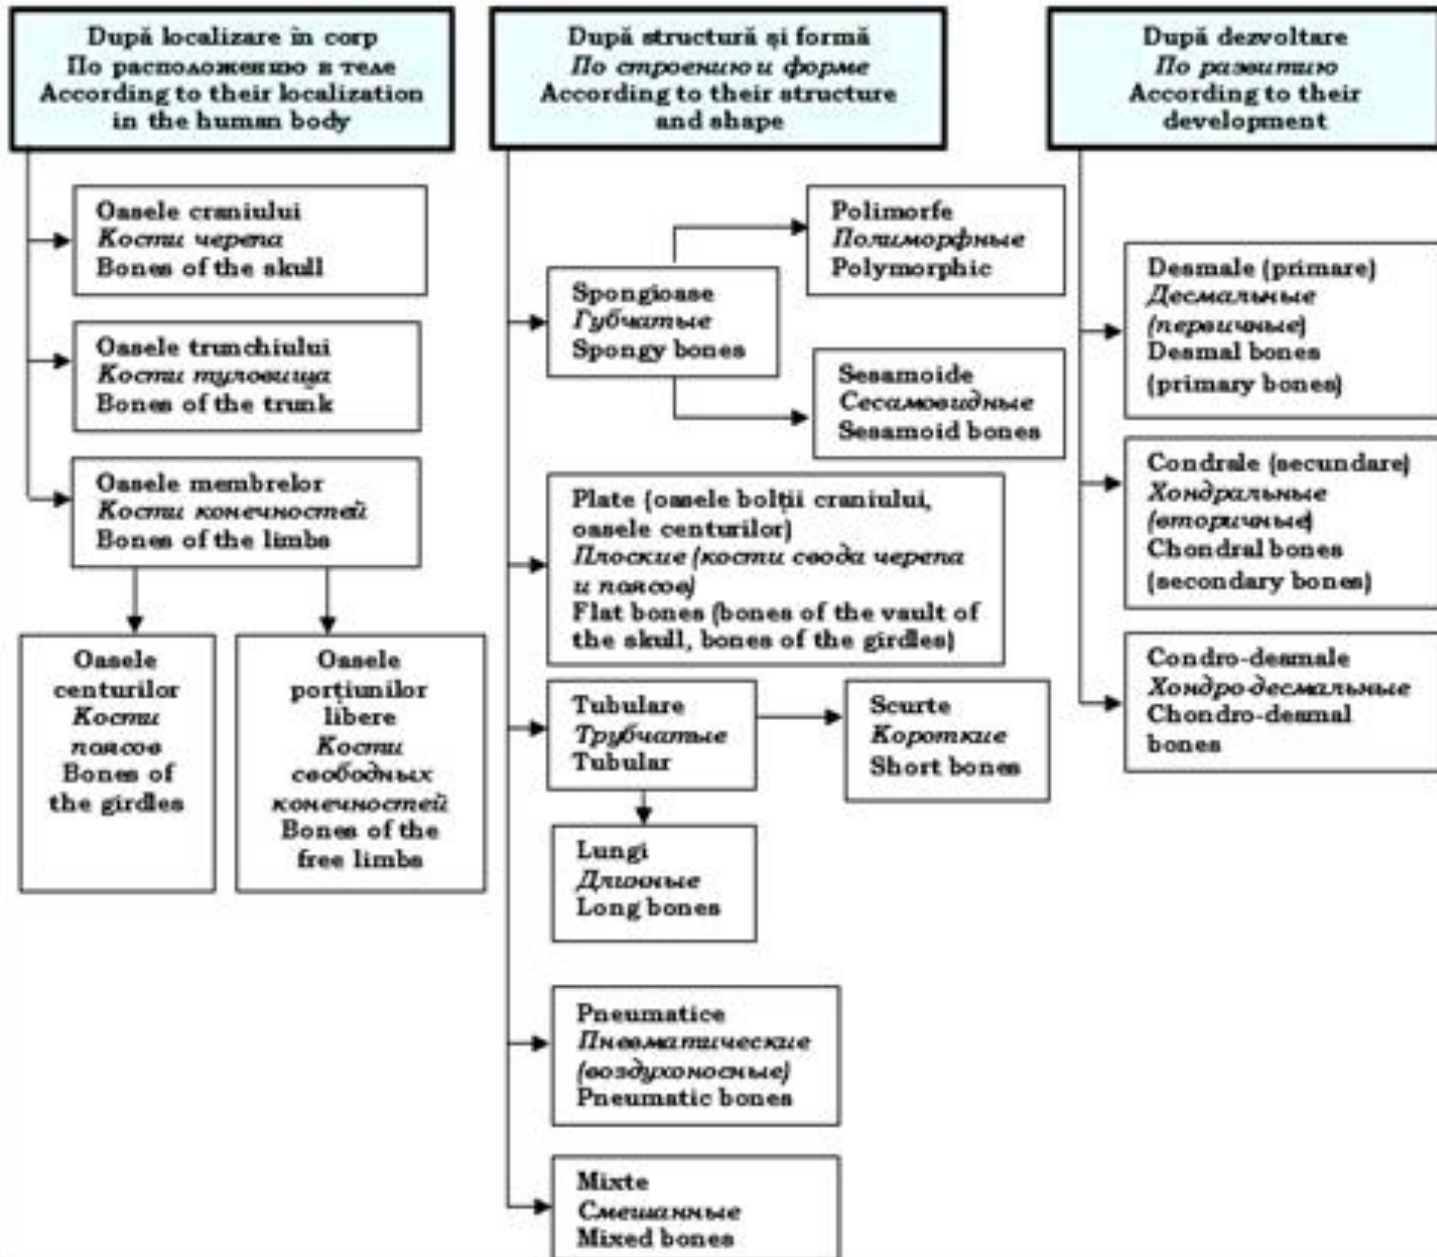 După localizare în corp
По расположению в теле
According to their localization
in the human body
Oasele craniului
Кости черепа
Bones of the skull
Oasele trunchiului
Кости туловища
Bones of the trunk
Oasele membrelor
Кости конечностей
Bones of the limbs
Oasele
centurilor
Кости
поясов
Bones of
the girdles
Oasele
porțiunilor
libere
Кости
свободных
конечностей
Bones of the
free limbs
După structură și formă
По строению и форме
According to their structure
and shape
Spongioase
Губчатые
Spongy bones
Polimorfe
Полиморфные
Polymorphic
Sesamoide
Сесамовидные
Sesamoid bones
Plate (oasele bolții craniului,
oasele centurilor)
Плоские (кости свода черепа
и поясов)
Flat bones (bones of the vault of
the skull, bones of the girdles)
Tubulare
Трубчатые
Tubular
Scurte
Короткие
Short bones
Lungi
Длинные
Long bones
Pneumatice
Пневматические
(воздухоносные)
Pneumatic bones
Mixte
Смешанные
Mixed bones
După dezvoltare
По развитию
According to their
development
Desmale (primare)
Десмальные
(первичные)
Desmal bones
(primary bones)
Condrale (secundare)
Хондральные
(вторичные)
Chondral bones
(secondary bones)
Condro-desmale
Хондро-десмальные
Chondro-desmal
bones